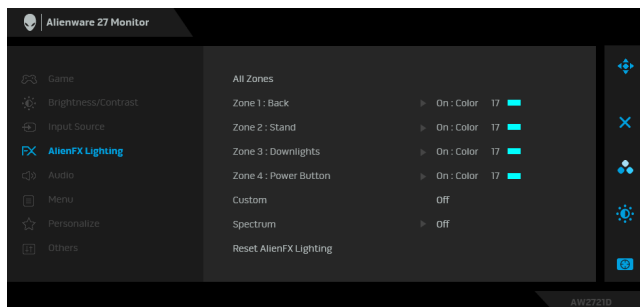 Alienware 27 Monitor
Game
Brightness/Contrast
Input Source
FX AlienFX Lighting
Audio
Menu
Personalize
Others
All Zones
Zone 1 : Back On : Color 17
Zone 2 : Stand On : Color 17
Zone 3 : Downlights On : Color 17
Zone 4 : Power Button On : Color 17
Custom Off
Spectrum Off
Reset AlienFX Lighting
AW2721D